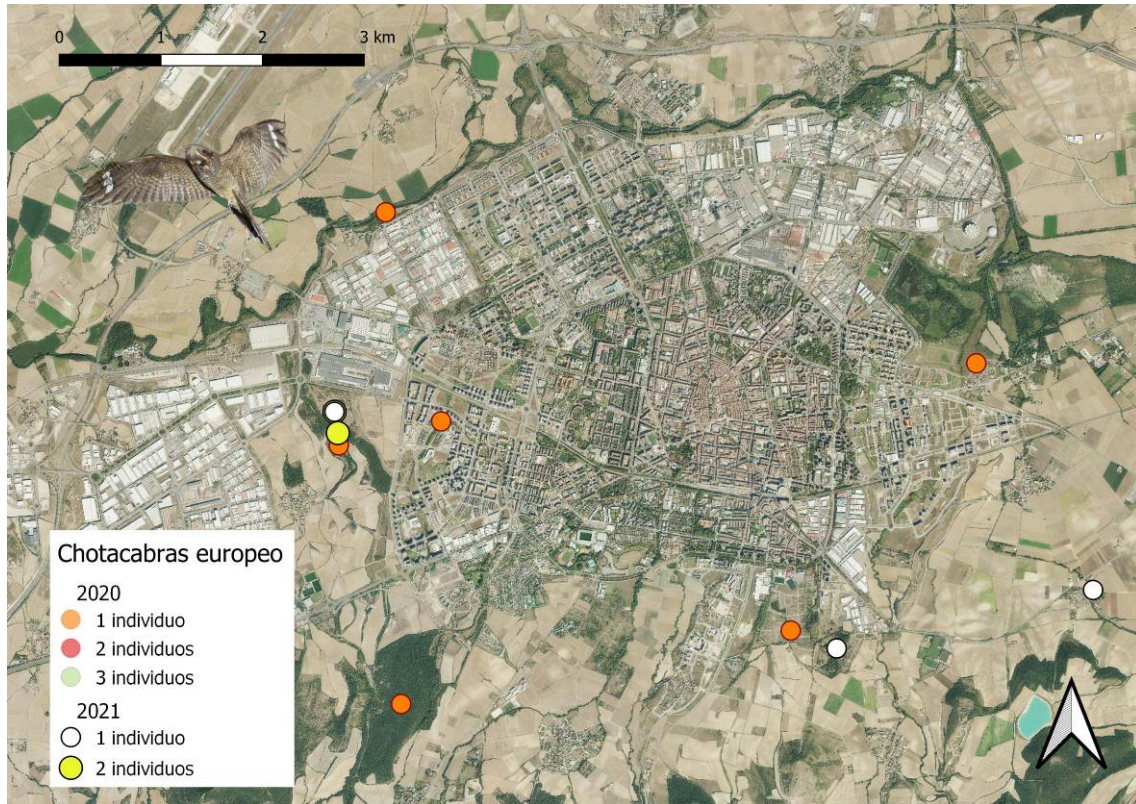 0 1 2 3 km
Chotacabras europeo
2020
1 individuo
2 individuos
3 individuos
2021
1 individuo
2 individuos